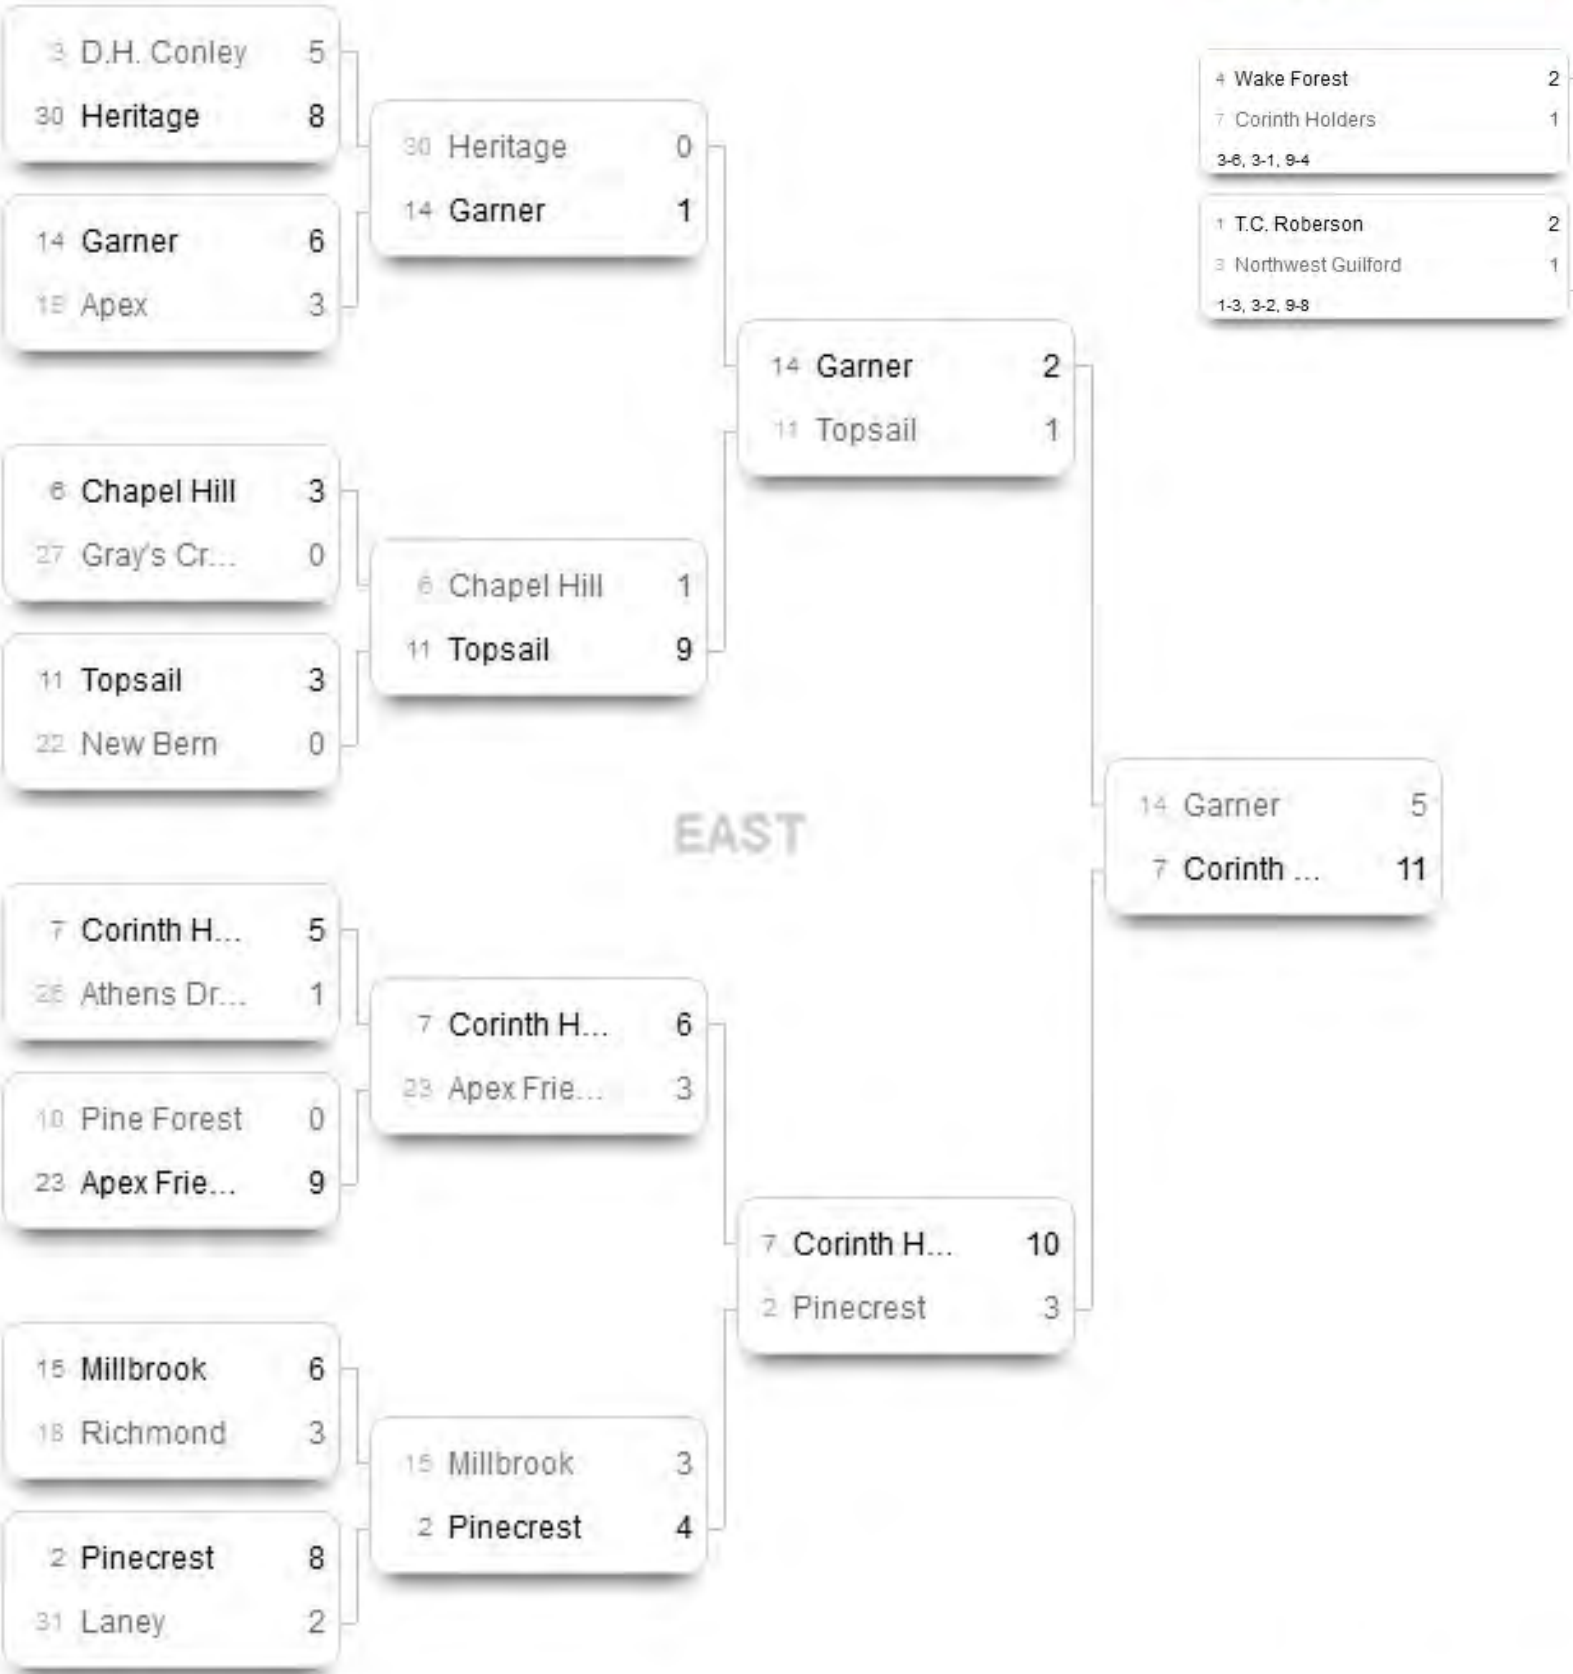 3 D.H. Conley 5
30 Heritage 8
14 Garner 6
Apex 3
6 Chapel Hill 3
27 Gray's Cr... 0
11 Topsail 3
22 New Bern 0
7 Corinth H... 5
Athens Dr... 1
10 Pine Forest 0
23 Apex Frie... 9
15 Millbrook 6
18 Richmond 3
2 Pinecrest 8
31 Laney 2
30 Heritage 0
14 Garner 1
6 Chapel Hill 1
11 Topsail 9
7 Corinth H... 6
23 Apex Frie... 3
15 Millbrook 3
2 Pinecrest 4
14 Garner 2
11 Topsail 1
EAST
7 Corinth H... 10
2 Pinecrest 3
14 Garner 5
7 Corinth ... 11
4 Wake Forest 2
7 Corinth Holders 1
3-6, 3-1, 9-4
1 T.C. Roberson 2
3 Northwest Guilford 1
1-3, 3-2, 9-8